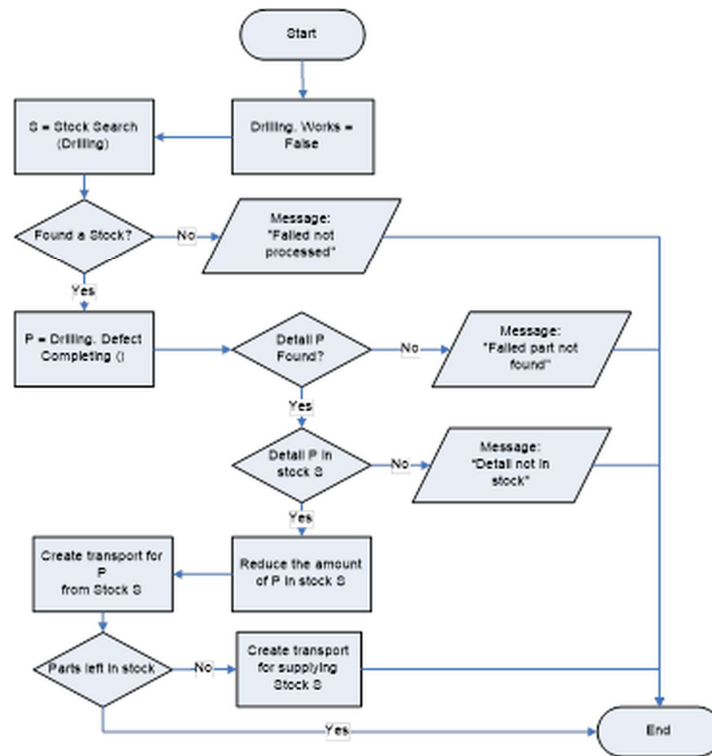 Start
S = Stock Search
(Drilling)
Drilling. Works =
False
Found a Stock?
No
Message:
"Failed not
processed"
Yes
P = Drilling. Defect
Completing ()
Detail P
Found?
No
Message:
"Failed part not
found"
Yes
Detail P in
stock S
No
Message:
"Detail not in
stock"
Yes
Create transport for
P
from Stock S
Reduce the amount
of P in stock S
Parts left in stock
No
Create transport
for supplying
Stock S
Yes
End